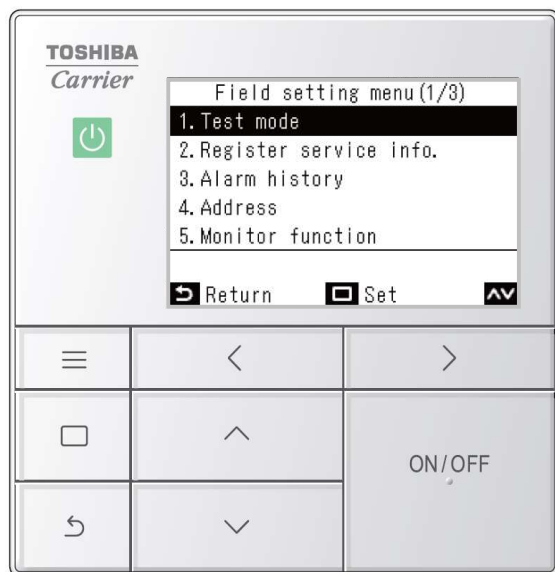 TOSHIBA
Carrier
Field setting menu(1/3)
1.Test mode
2.Register service info.
3.Alarm history
4.Address
5.Monitor function
Return Set
ON/OFF